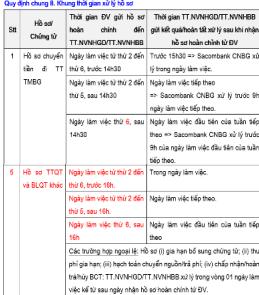 Quy định chung 8. Khung thời gian xử lý hồ sơ
Stt
Hồ sơ/ Chứng từ
Thời gian ĐV gửi hồ sơ hoàn chỉnh đến TT.NVNHGD/TT.NVNHBB
Thời gian TT.NVNHGD/TT.NVNHBB gửi kết quả/hoàn tất xử lý sau khi nhận hồ sơ hoàn chỉnh từ ĐV
1
Hồ sơ chuyển tiền đi TT TMBG
Ngày làm việc từ thứ 2 đến thứ 6, trước 14h30
Trước 15h30 => Sacombank CNBG xử lý trong ngày làm việc.
Ngày làm việc từ thứ 2 đến thứ 5, sau 14h30
Ngày làm việc tiếp theo
=> Sacombank CNBG xử lý trước 9h ngày làm việc tiếp theo.
Ngày làm việc thứ 6, sau 14h30
Ngày làm việc đầu tiên của tuần tiếp theo => Sacombank CNBG xử lý trước 9h của ngày làm việc đầu tiên của tuần tiếp theo.
5
Hồ sơ TTQT và BLQT khác
Ngày làm việc từ thứ 2 đến thứ 6, trước 16h.
Trong ngày làm việc.
Ngày làm việc từ thứ 2 đến thứ 5, sau 16h.
Ngày làm việc tiếp theo.
Ngày làm việc thứ 6, sau 16h
Ngày làm việc đầu tiên của tuần tiếp theo
Các trường hợp ngoại lệ: Hồ sơ (i) gia hạn bổ sung chứng từ; (ii) thu phí gia hạn; (iii) hạch toán chuyển nguồn/trả phí; (iv) chấp nhận/hoàn trả/hủy BCT: TT.NVNHGD/TT.NVNHBB xử lý trong vòng 01 ngày làm việc kể từ sau ngày nhận hồ sơ hoàn chỉnh từ ĐV.